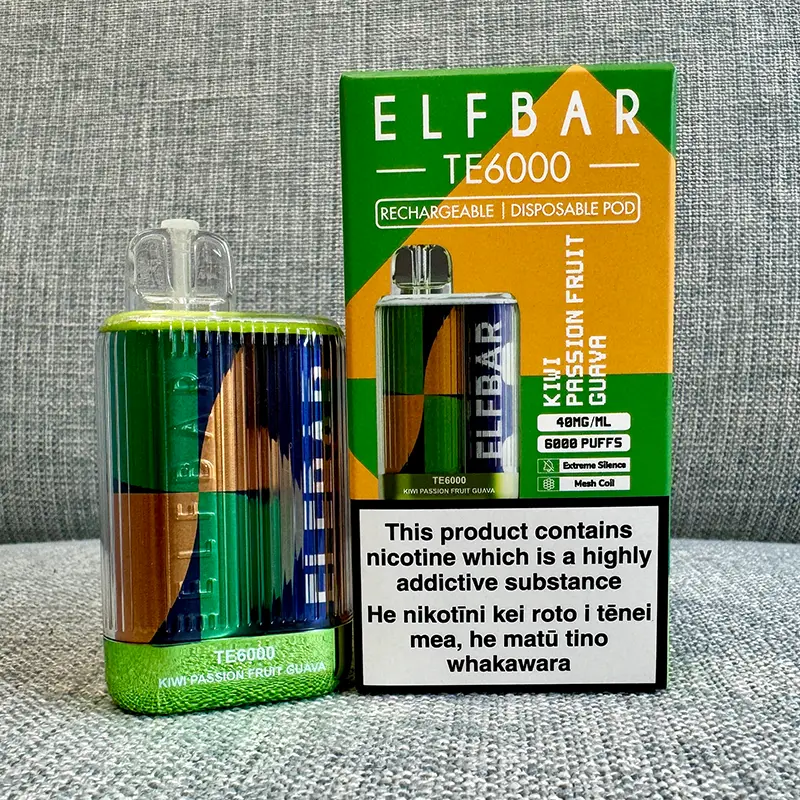 ELFBAR
TE6000
RECHARGEABLE | DISPOSABLE POD
KIWI
PASSION FRUIT
GUAVA
40MG/ML
6000 PUFFS
Extreme Silence
Mesh Coil
ELFBAR
TE6000
KIWI PASSION FRUIT GUAVA
This product contains
nicotine which is a highly
addictive substance
He nikotīni kei roto i tēnei
mea, he matū tino
whakawara
ELFBAR
ELFBAR
TE6000
KIWI PASSION FRUIT GUAVA